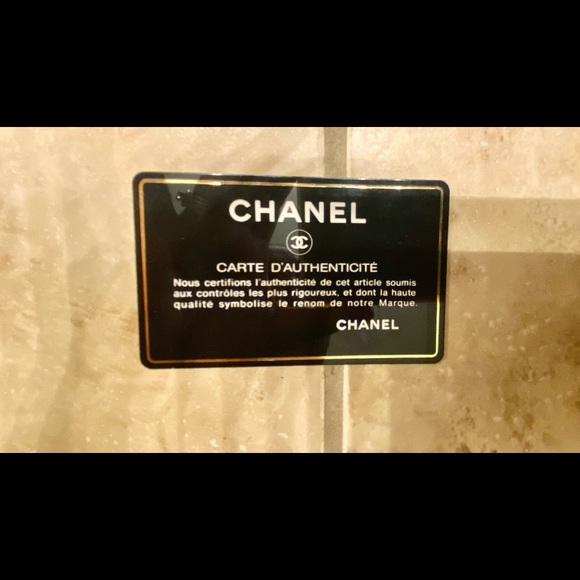 CHANEL
CARTE D'AUTHENTICITÉ
Nous certifions l'authenticité de cet article soumis
aux contrôles les plus rigoureux, et dont la haute
qualité symbolise le renom de notre Marque.
CHANEL